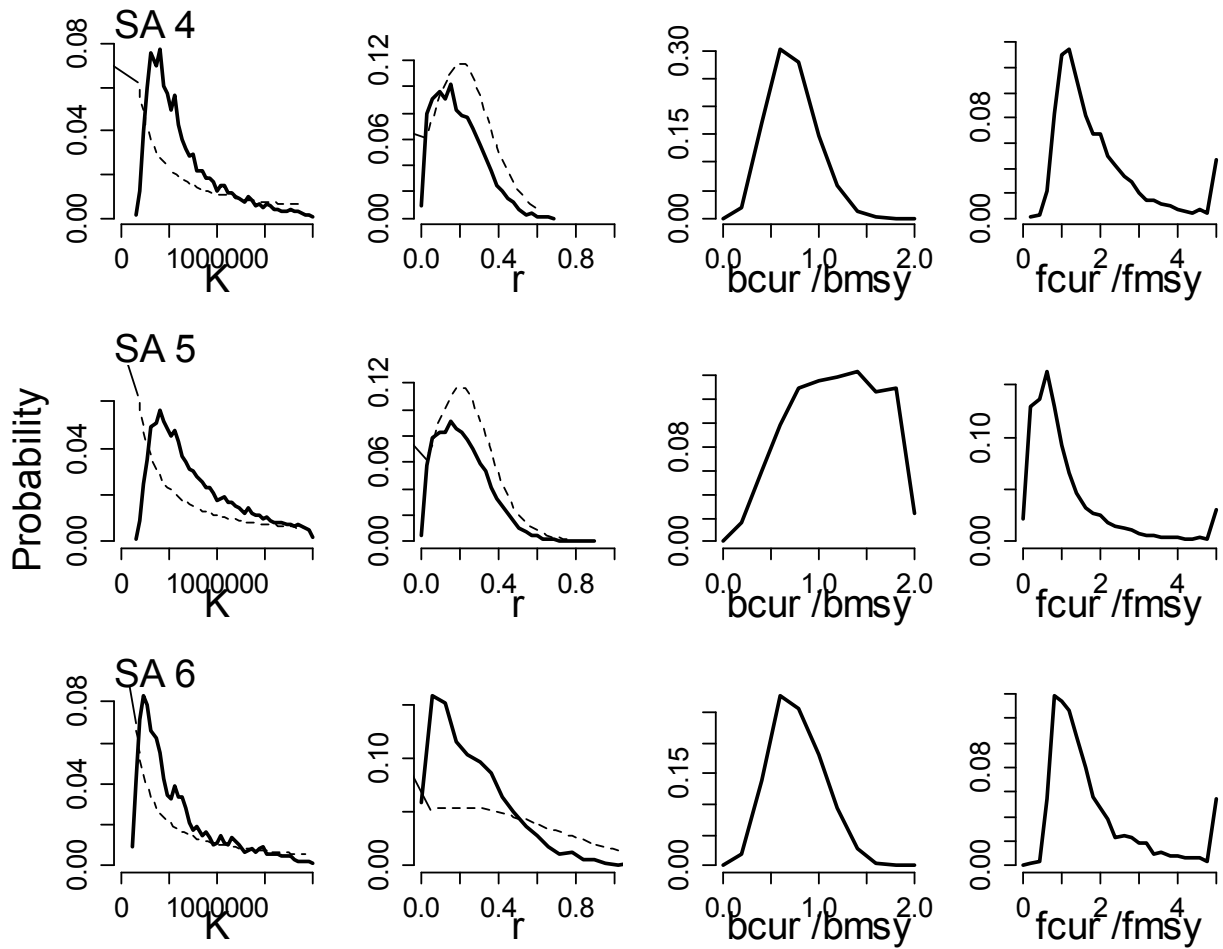 SA 4
0.00 0.04 0.08
0 1000000
K
0.00 0.06 0.12
0.0 0.4 0.8
r
0.00 0.15 0.30
0.0 1.0 2.0
bcur /bmsy
0.00 0.08
0 2 4
fcur /fmsy
Probability
SA 5
0.00 0.04
0 1000000
K
0.00 0.06 0.12
0.0 0.4 0.8
r
0.00 0.08
0.0 1.0 2.0
bcur /bmsy
0.00 0.10
0 2 4
fcur /fmsy
SA 6
0.00 0.04 0.08
0 1000000
K
0.00 0.10
0.0 0.4 0.8
r
0.00 0.15
0.0 1.0 2.0
bcur /bmsy
0.00 0.08
0 2 4
fcur /fmsy